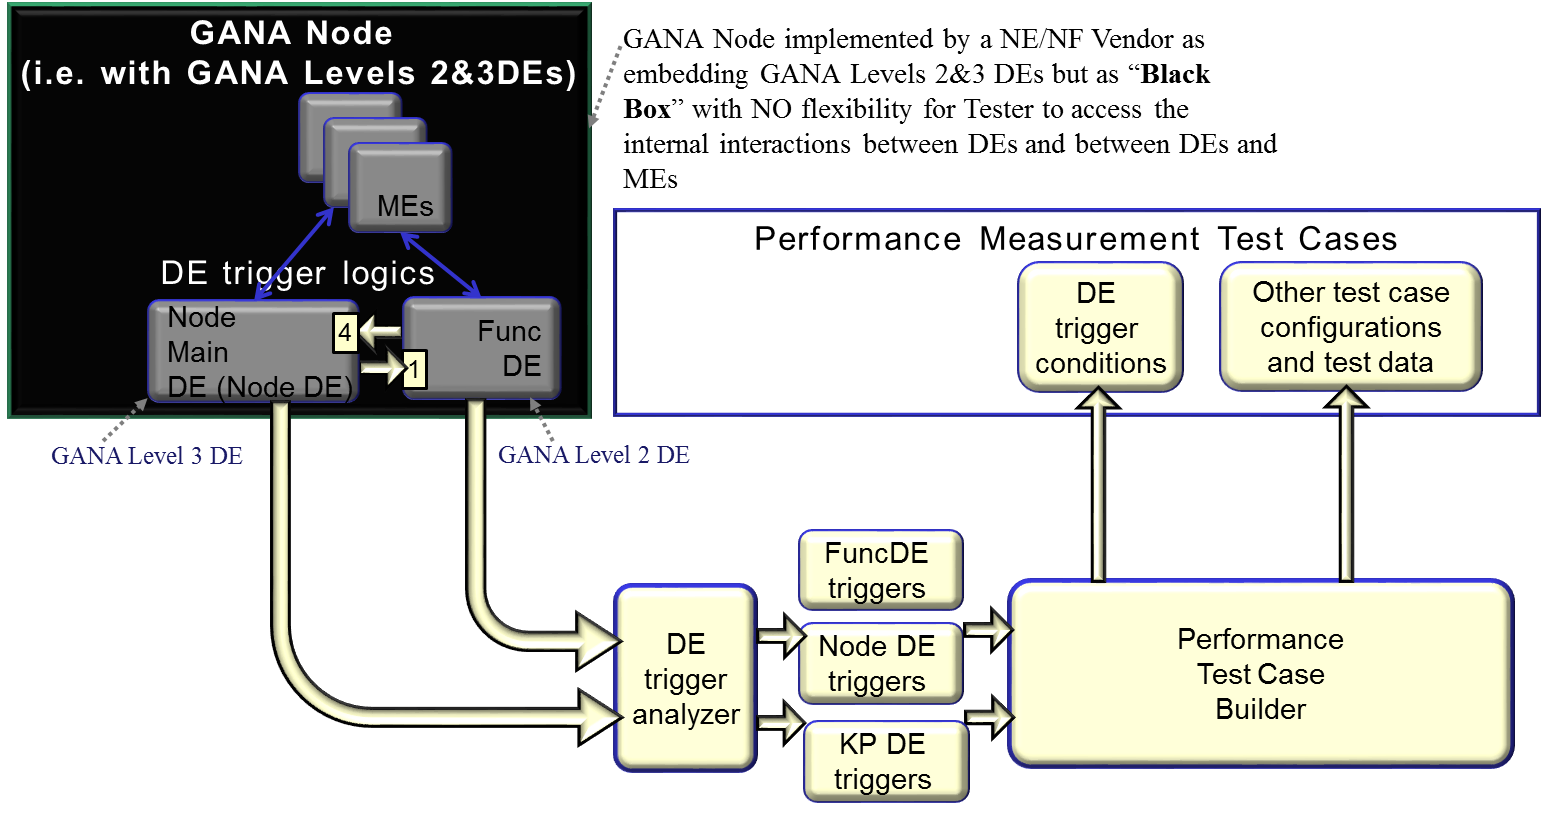 GANA Node
(i.e. with GANA Levels 2&3DEs)
MEs
DE trigger logics
Node
Main
DE (Node DE)
4
1
Func
DE
GANA Level 3 DE
GANA Level 2 DE
GANA Node implemented by a NE/NF Vendor as
embedding GANA Levels 2&3 DEs but as “Black
Box” with NO flexibility for Tester to access the
internal interactions between DEs and between DEs and
MEs
Performance Measurement Test Cases
DE
trigger
conditions
Other test case
configurations
and test data
DE
trigger
analyzer
FuncDE
triggers
Node DE
triggers
KP DE
triggers
Performance
Test Case
Builder